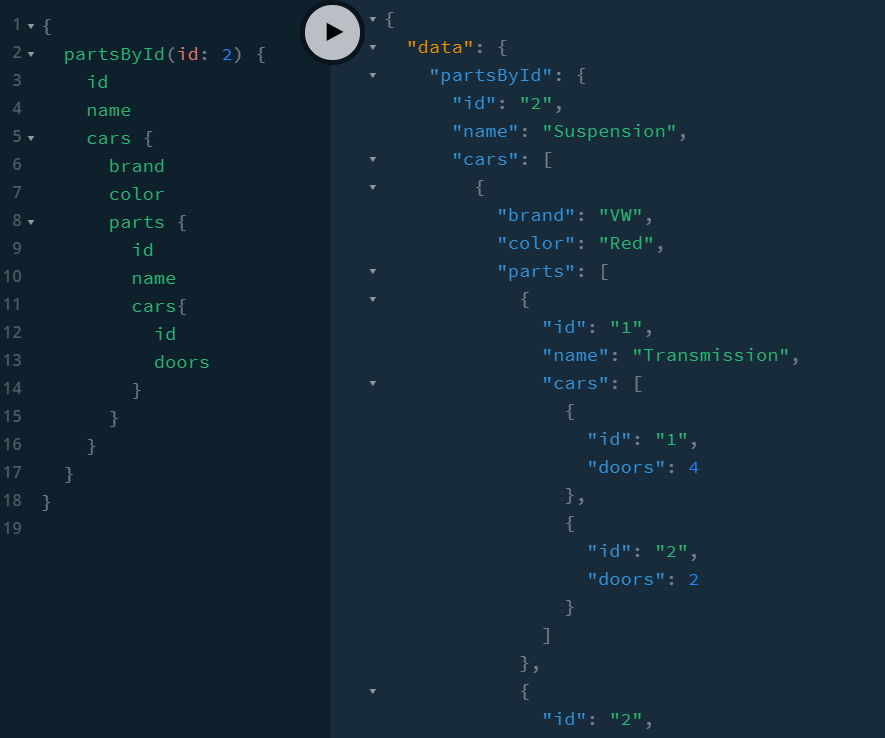 1 {
2 partsById(id: 2) {
3 id
4 name
5 cars {
6 brand
7 color
8 parts {
9 id
10 name
11 cars{
12 id
13 doors
14 }
15 }
16 }
17 }
18 }
19
{
"data": {
"partsById": {
"id": "2",
"name": "Suspension",
"cars": [
{
"brand": "VW",
"color": "Red",
"parts": [
{
"id": "1",
"name": "Transmission",
"cars": [
{
"id": "1",
"doors": 4
},
{
"id": "2",
"doors": 2
}
]
},
{
"id": "2",